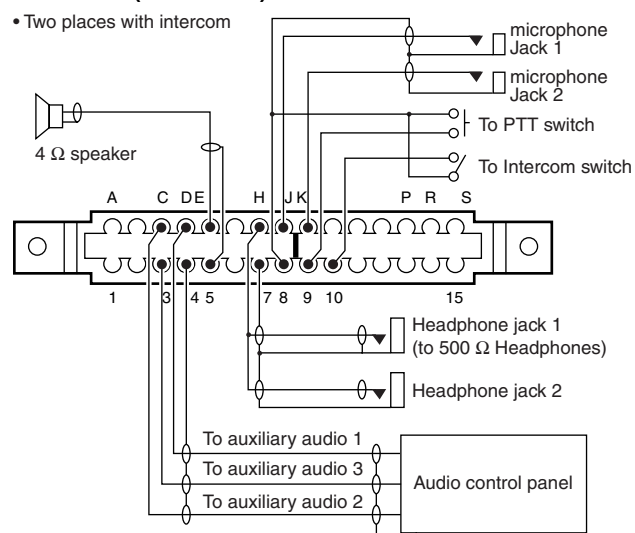 • Two places with intercom
microphone
Jack 1
microphone
Jack 2
To PTT switch
4 Ω speaker
To Intercom switch
A C D E H J K P R S
1 3 4 5 7 8 9 10 15
Headphone jack 1
(to 500 Ω Headphones)
Headphone jack 2
To auxiliary audio 1
To auxiliary audio 3
Audio control panel
To auxiliary audio 2